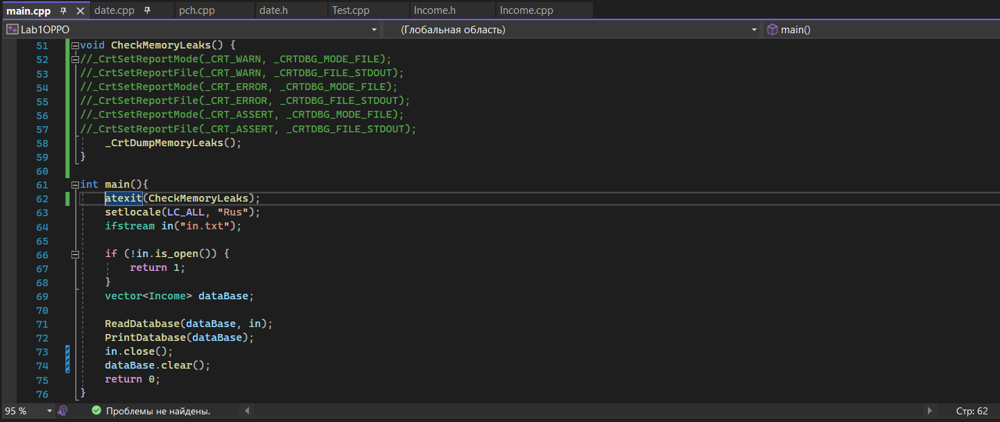 main.cpp date.cpp pch.cpp date.h Test.cpp Income.h Income.cpp
Lab1OPPO (Глобальная область) main()
51 void CheckMemoryLeaks() {
52 //_CrtSetReportMode(_CRT_WARN, _CRTDBG_MODE_FILE);
53 //_CrtSetReportFile(_CRT_WARN, _CRTDBG_FILE_STDOUT);
54 //_CrtSetReportMode(_CRT_ERROR, _CRTDBG_MODE_FILE);
55 //_CrtSetReportFile(_CRT_ERROR, _CRTDBG_FILE_STDOUT);
56 //_CrtSetReportMode(_CRT_ASSERT, _CRTDBG_MODE_FILE);
57 //_CrtSetReportFile(_CRT_ASSERT, _CRTDBG_FILE_STDOUT);
58 _CrtDumpMemoryLeaks();
59 }
60
61 int main(){
62 atexit(CheckMemoryLeaks);
63 setlocale(LC_ALL, "Rus");
64 ifstream in("in.txt");
65
66 if (!in.is_open()) {
67 return 1;
68 }
69 vector<Income> dataBase;
70
71 ReadDatabase(dataBase, in);
72 PrintDatabase(dataBase);
73 in.close();
74 dataBase.clear();
75 return 0;
76 }
95 % Проблемы не найдены. Стр: 62